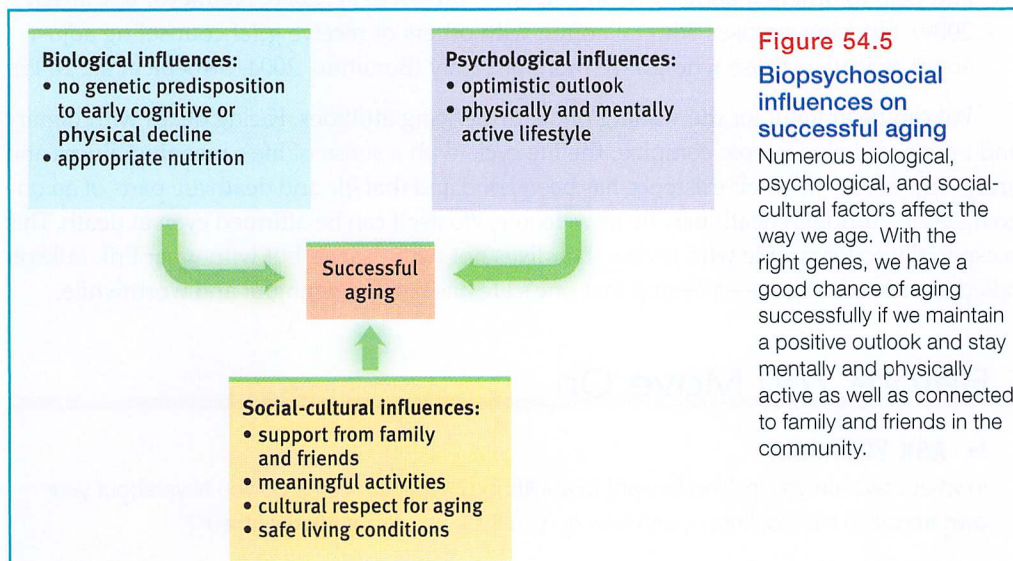 Biological influences:
• no genetic predisposition
to early cognitive or
physical decline
• appropriate nutrition
Psychological influences:
• optimistic outlook
• physically and mentally
active lifestyle
Successful
aging
Social-cultural influences:
• support from family
and friends
• meaningful activities
• cultural respect for aging
• safe living conditions
Figure 54.5
Biopsychosocial
influences on
successful aging
Numerous biological,
psychological, and social-
cultural factors affect the
way we age. With the
right genes, we have a
good chance of aging
successfully if we maintain
a positive outlook and stay
mentally and physically
active as well as connected
to family and friends in the
community.